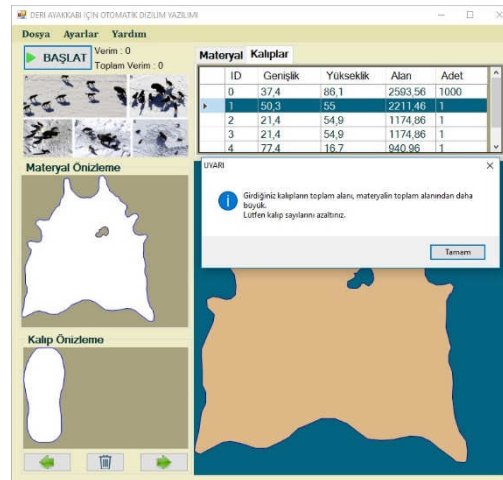 DERİ AYAKKABI İÇİN OTOMATİK DİZİLİM YAZILIMI
Dosya Ayarlar Yardım
BAŞLAT
Verim : 0
Toplam Verim : 0
Materyal Kalıplar
ID Genişlik Yükseklik Alan Adet
0 37,4 86,1 2593,56 1000
1 50,3 55 2211,46 1
2 21,4 54,9 1174,86 1
3 21,4 54,9 1174,86 1
4 77,4 16,7 940,96 1
Materyal Önizleme
UYARI
Girdiğiniz kalıpların toplam alanı, materyalin toplam alanından daha
büyük.
Lütfen kalıp sayılarını azaltınız.
Tamam
Kalıp Önizleme